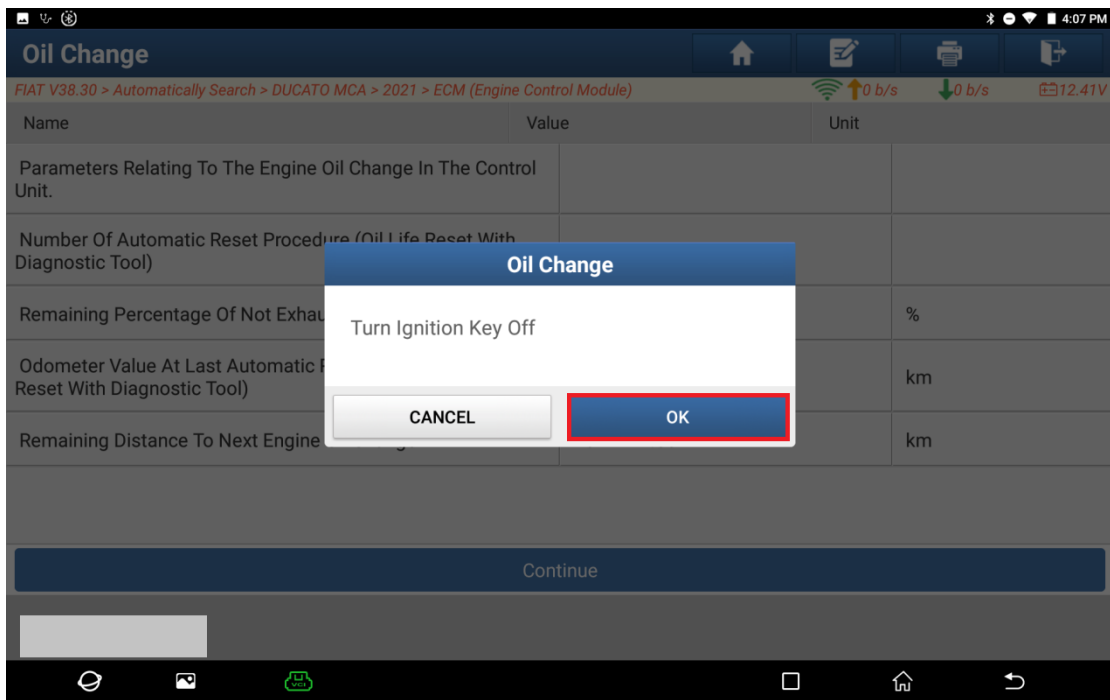 4:07 PM
Oil Change
FIAT V38.30 > Automatically Search > DUCATO MCA > 2021 > ECM (Engine Control Module) 0 b/s 0 b/s 12.41V
Name Value Unit
Parameters Relating To The Engine Oil Change In The Control
Unit.
Number Of Automatic Reset Procedure (Oil Life Reset With
Diagnostic Tool)
Oil Change
Remaining Percentage Of Not %
Turn Ignition Key Off
Odometer Value At Last Automatic
Reset With Diagnostic Tool) km
CANCEL OK
Remaining Distance To Next Engine km
Continue
VCI